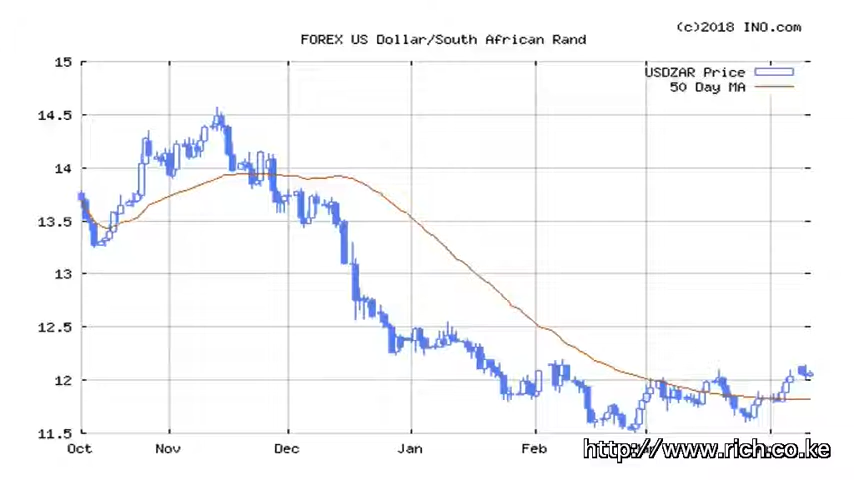 (c)2018 INO.com
FOREX US Dollar/South African Rand
USDZAR Price
50 Day MA
15
14.5
14
13.5
13
12.5
12
11.5
Oct Nov Dec Jan Feb
http://www.rich.co.ke